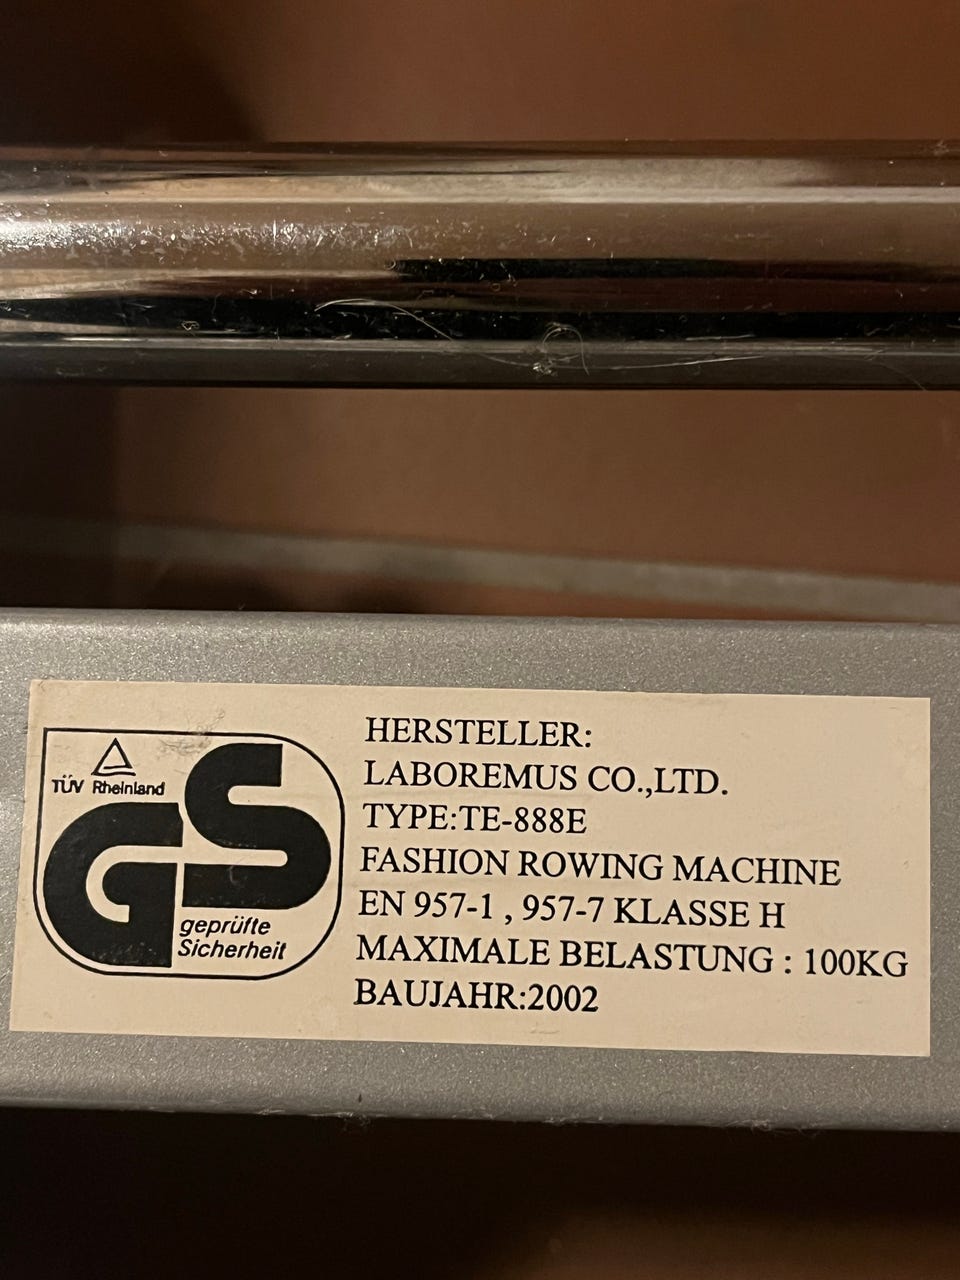 TÜV Rheinland
GS
geprüfte
Sicherheit
HERSTELLER:
LABOREMUS CO.,LTD.
TYPE:TE-888E
FASHION ROWING MACHINE
EN 957-1 , 957-7 KLASSE H
MAXIMALE BELASTUNG : 100KG
BAUJAHR:2002